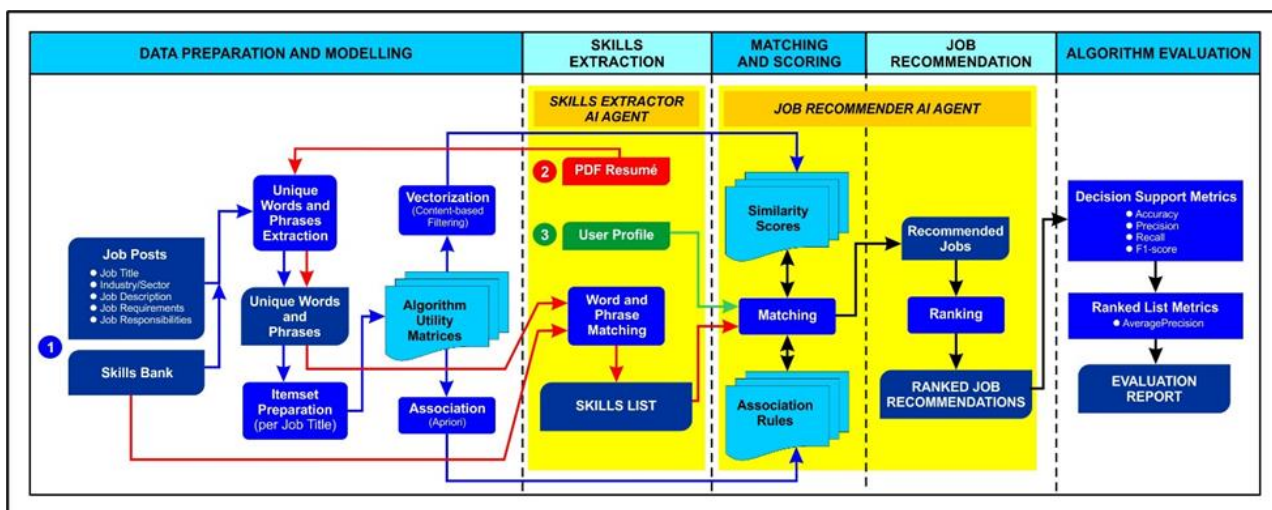 DATA PREPARATION AND MODELLING
SKILLS
EXTRACTION
MATCHING
AND SCORING
JOB
RECOMMENDATION
ALGORITHM EVALUATION
SKILLS EXTRACTOR
AI AGENT
JOB RECOMMENDER AI AGENT
1
Job Posts
Job Title
Industry/Sector
Job Description
Job Requirements
Job Responsibilities
Skills Bank
Unique
Words and
Phrases
Extraction
Unique Words
and
Phrases
Itemset
Preparation
(per Job Title)
Vectorization
(Content-based
Filtering)
Algorithm
Utility
Matrices
Association
(Apriori)
2
PDF Resumé
3
User Profile
Word and
Phrase
Matching
SKILLS LIST
Similarity
Scores
Matching
Association
Rules
Recommended
Jobs
Ranking
RANKED JOB
RECOMMENDATIONS
Decision Support Metrics
Accuracy
Precision
Recall
F1-score
Ranked List Metrics
AveragePrecision
EVALUATION
REPORT